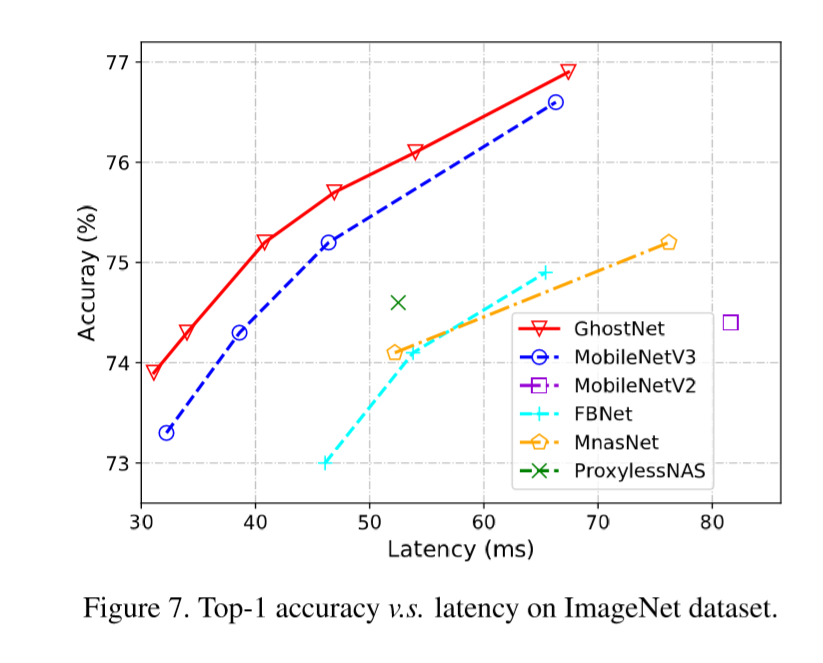 77
76
75
74
73
Accuray (%)
30 40 50 60 70 80
Latency (ms)
GhostNet
MobileNetV3
MobileNetV2
FBNet
MnasNet
ProxylessNAS
Figure 7. Top-1 accuracy v.s. latency on ImageNet dataset.